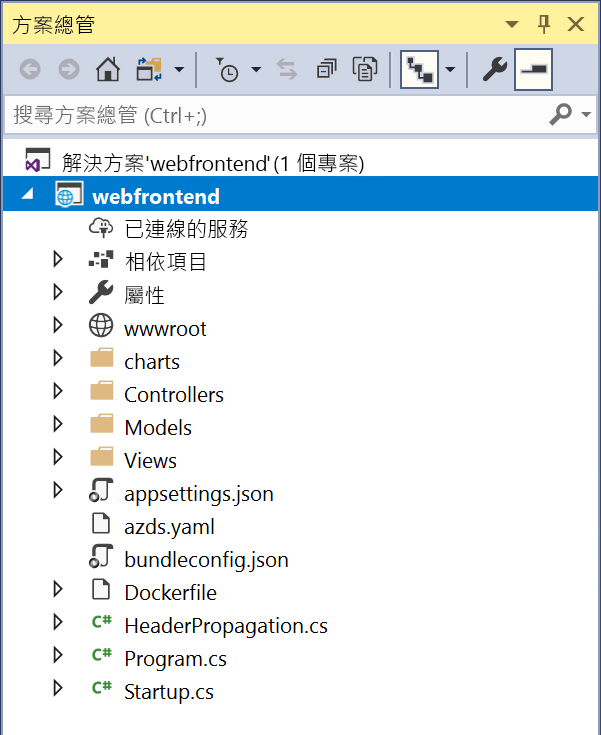 方案總管
搜尋方案總管 (Ctrl+;)
解決方案'webfrontend'(1 個專案)
webfrontend
已連線的服務
相依項目
屬性
wwwroot
charts
Controllers
Models
Views
appsettings.json
azds.yaml
bundleconfig.json
Dockerfile
C# HeaderPropagation.cs
C# Program.cs
C# Startup.cs